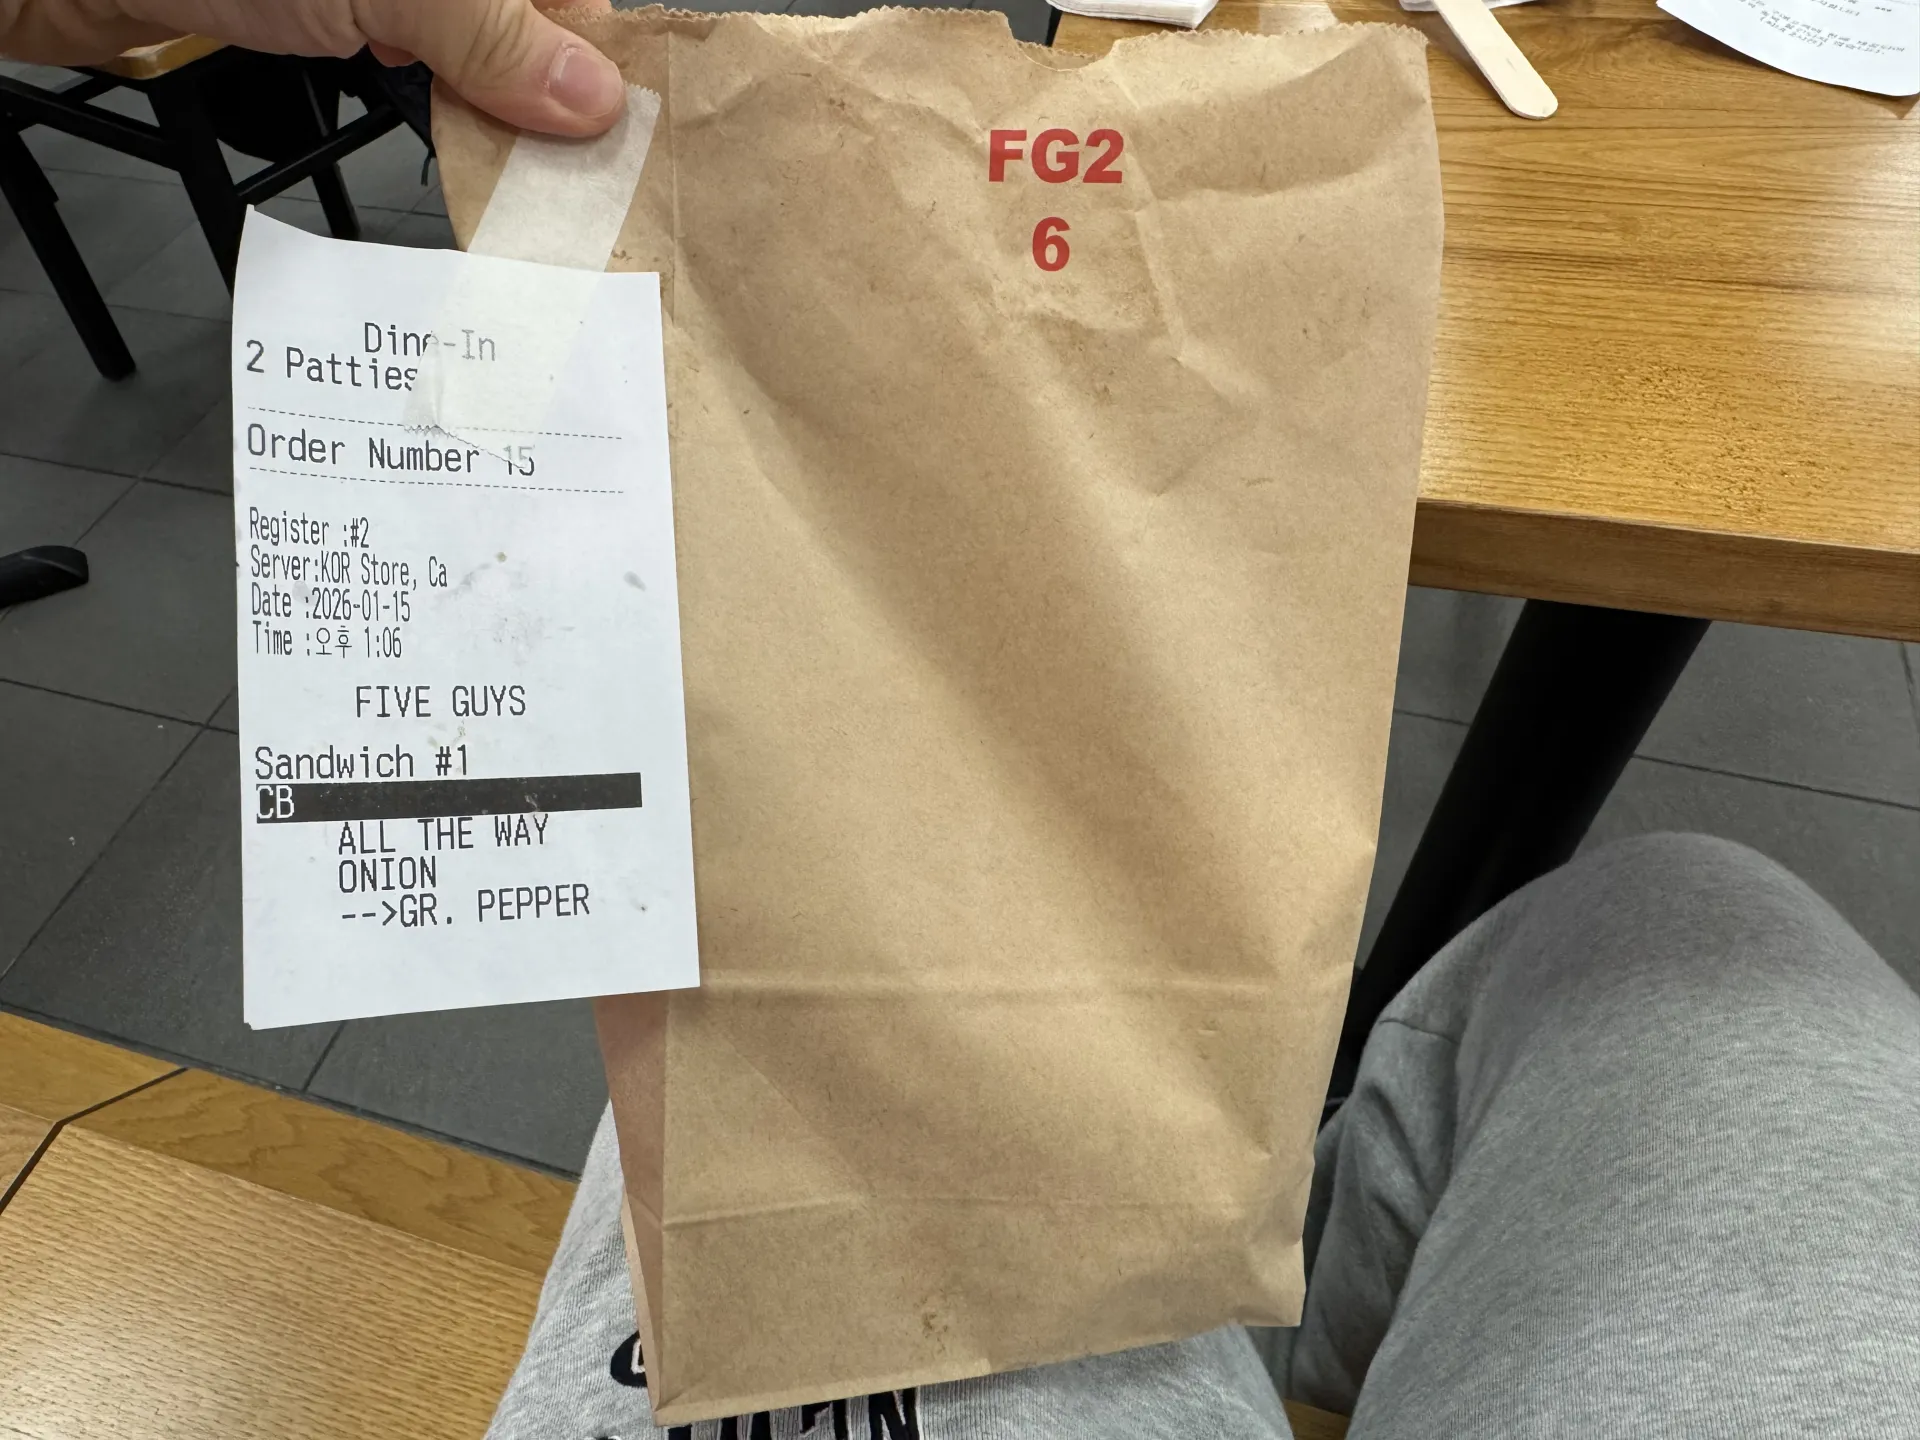 Dine-In
2 Patties
Order Number 15
Register :#2
Server:KOR Store, Ca
Date :2026-01-15
Time :오후 1:06
FIVE GUYS
Sandwich #1
CB
ALL THE WAY
ONION
-->GR. PEPPER
FG2
6